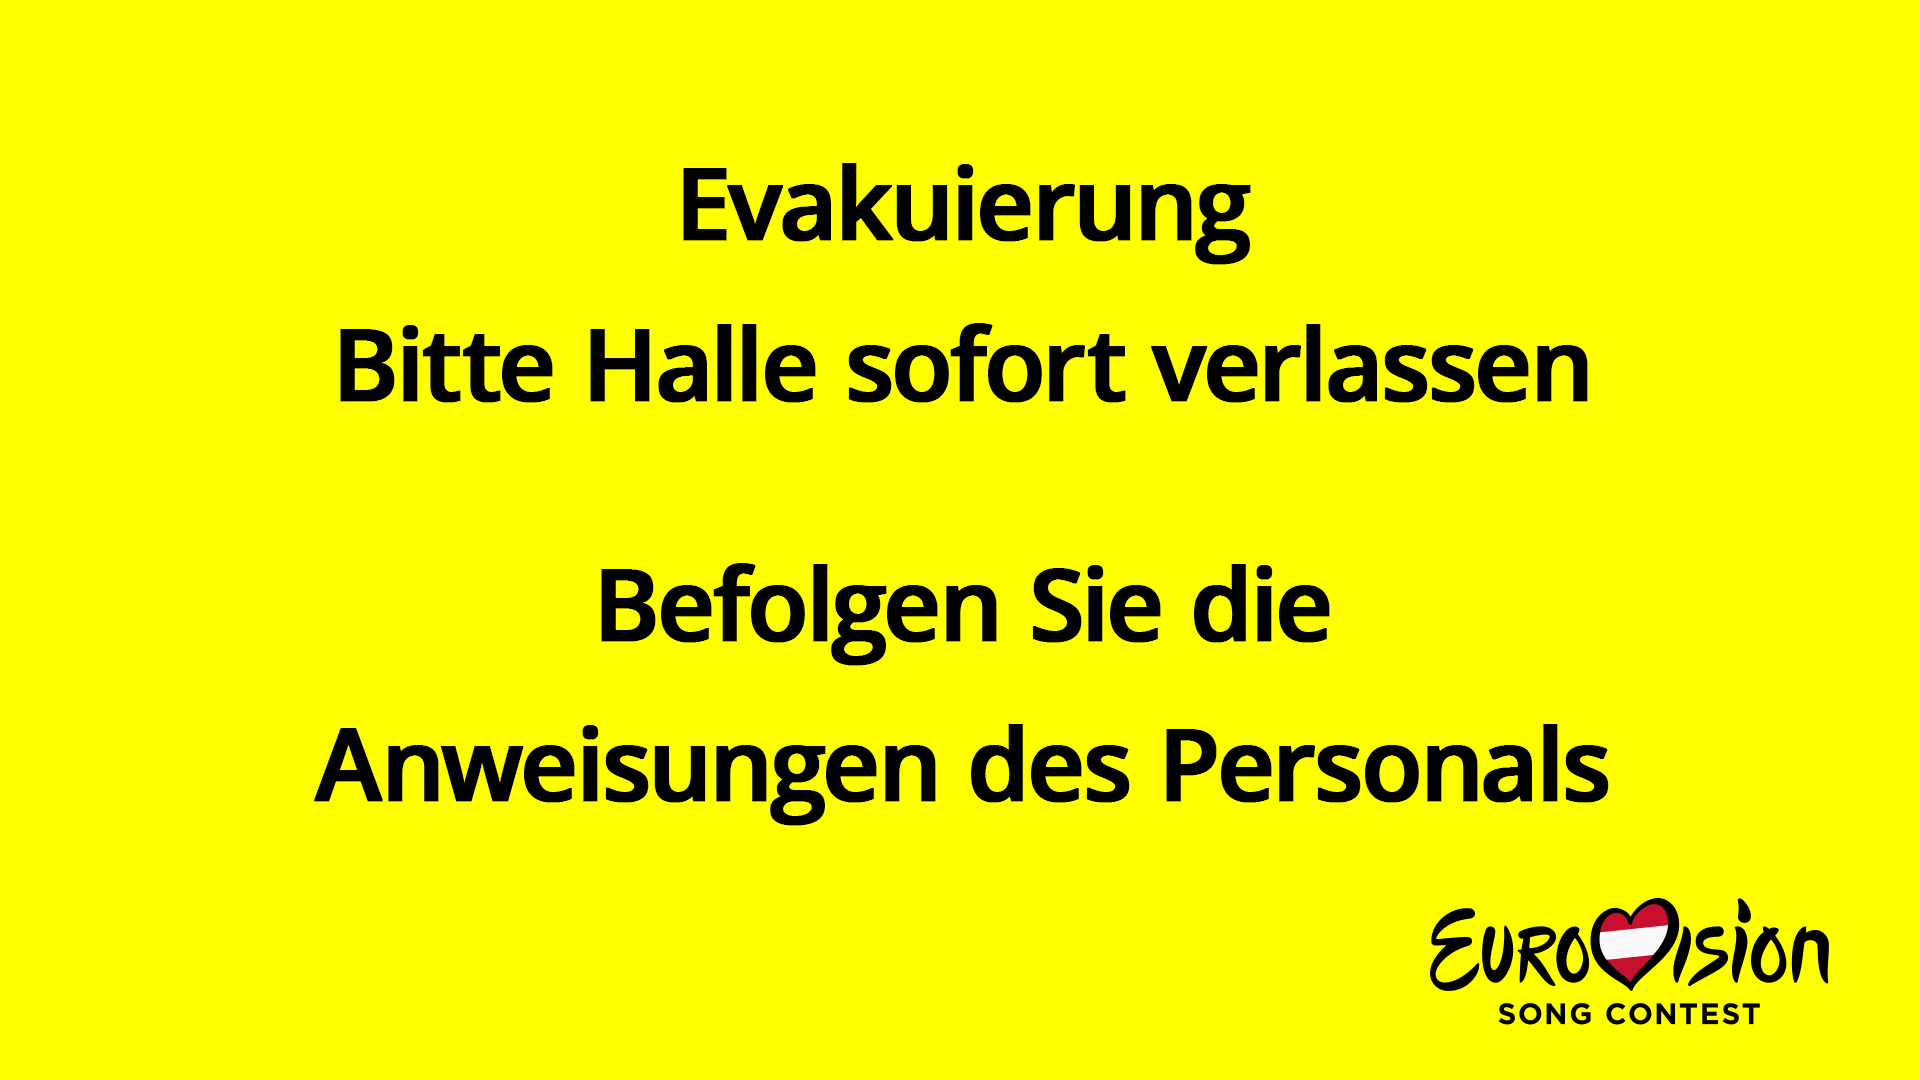 Evakuierung
Bitte Halle sofort verlassen
Befolgen Sie die
Anweisungen des Personals
EUROVISION
SONG CONTEST